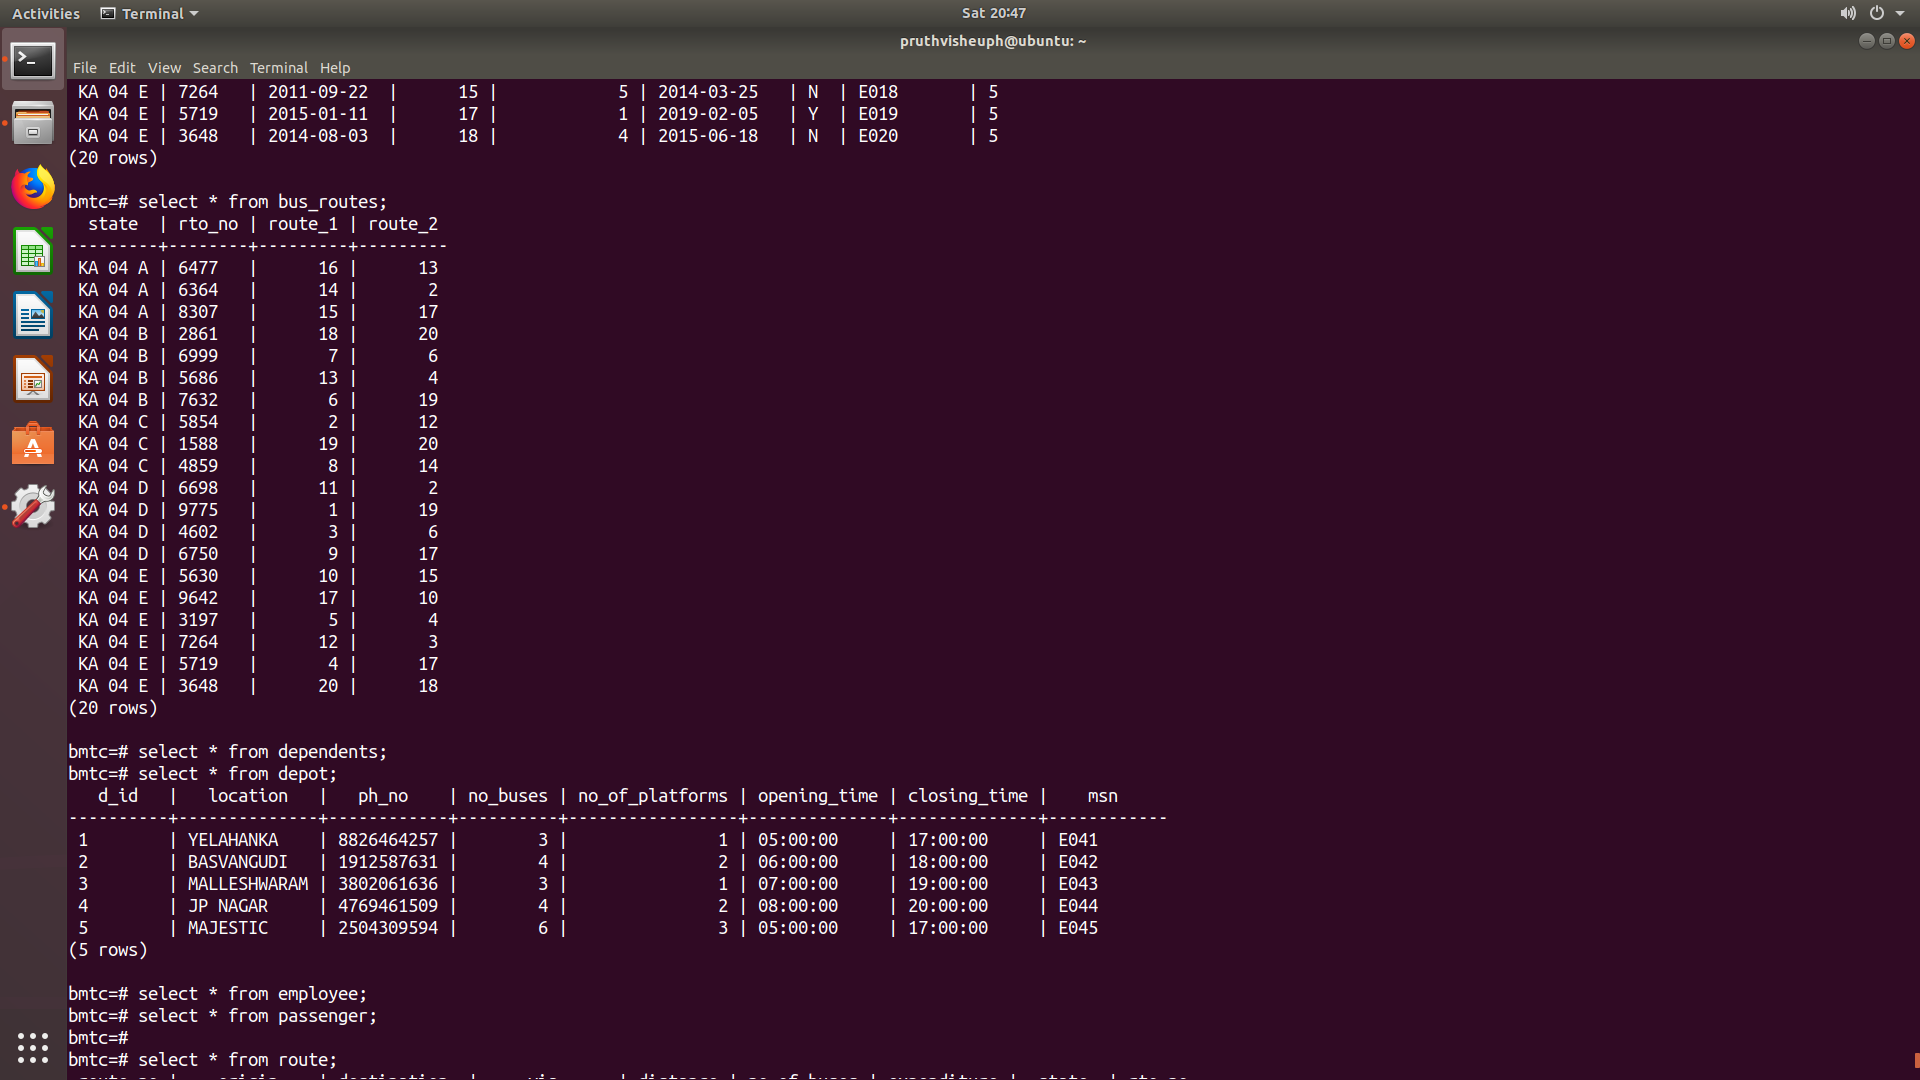 Activities Terminal Sat 20:47
pruthvisheuph@ubuntu: ~
File Edit View Search Terminal Help
 KA 04 E | 7264   | 2011-09-22  |      15 |            5 | 2014-03-25   | N  | E018       | 5
 KA 04 E | 5719   | 2015-01-11  |      17 |            1 | 2019-02-05   | Y  | E019       | 5
 KA 04 E | 3648   | 2014-08-03  |      18 |            4 | 2015-06-18   | N  | E020       | 5
(20 rows)
bmtc=# select * from bus_routes;
  state  | rto_no | route_1 | route_2
---------+--------+---------+---------
 KA 04 A | 6477   |      16 |      13
 KA 04 A | 6364   |      14 |       2
 KA 04 A | 8307   |      15 |      17
 KA 04 B | 2861   |      18 |      20
 KA 04 B | 6999   |       7 |       6
 KA 04 B | 5686   |      13 |       4
 KA 04 B | 7632   |       6 |      19
 KA 04 C | 5854   |       2 |      12
 KA 04 C | 1588   |      19 |      20
 KA 04 C | 4859   |       8 |      14
 KA 04 D | 6698   |      11 |       2
 KA 04 D | 9775   |       1 |      19
 KA 04 D | 4602   |       3 |       6
 KA 04 D | 6750   |       9 |      17
 KA 04 E | 5630   |      10 |      15
 KA 04 E | 9642   |      17 |      10
 KA 04 E | 3197   |       5 |       4
 KA 04 E | 7264   |      12 |       3
 KA 04 E | 5719   |       4 |      17
 KA 04 E | 3648   |      20 |      18
(20 rows)
bmtc=# select * from dependents;
bmtc=# select * from depot;
   d_id   |   location   |   ph_no    | no_buses | no_of_platforms | opening_time | closing_time |    msn
----------+--------------+------------+----------+-----------------+--------------+--------------+------------
 1        | YELAHANKA    | 8826464257 |        3 |               1 | 05:00:00     | 17:00:00     | E041
 2        | BASVANGUDI   | 1912587631 |        4 |               2 | 06:00:00     | 18:00:00     | E042
 3        | MALLESHWARAM | 3802061636 |        3 |               1 | 07:00:00     | 19:00:00     | E043
 4        | JP NAGAR     | 4769461509 |        4 |               2 | 08:00:00     | 20:00:00     | E044
 5        | MAJESTIC     | 2504309594 |        6 |               3 | 05:00:00     | 17:00:00     | E045
(5 rows)
bmtc=# select * from employee;
bmtc=# select * from passenger;
bmtc=#
bmtc=# select * from route;